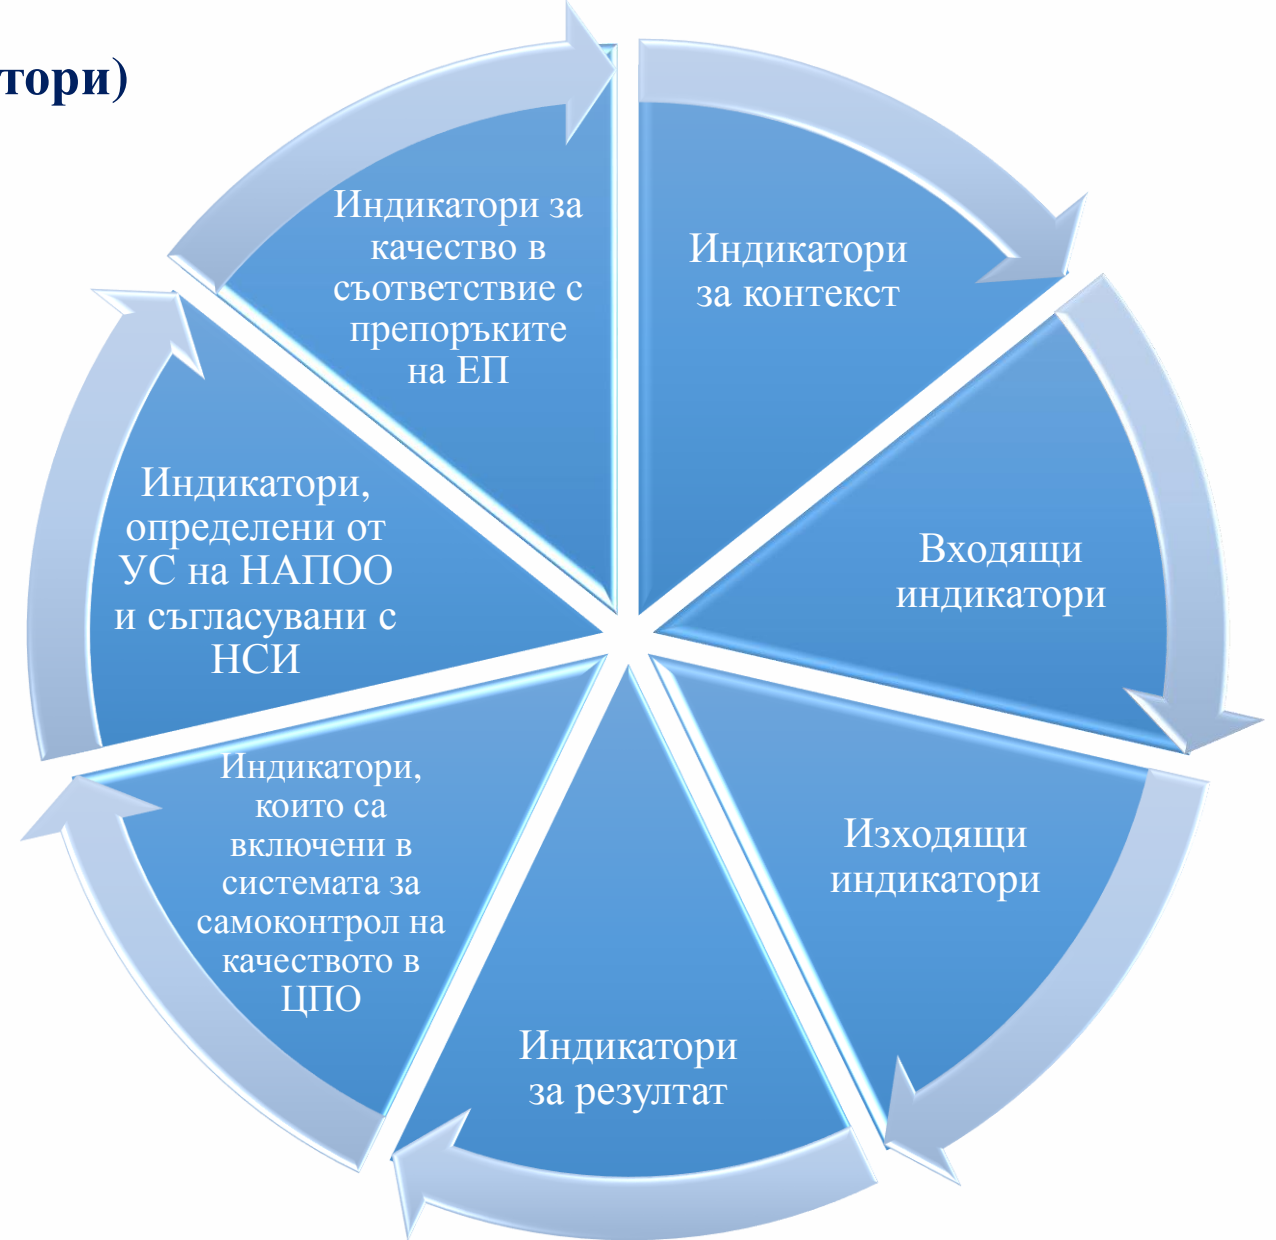 тори)
Индикатори за
качество в
съответствие с
препоръките
на ЕП
Индикатори
за контекст
Входящи
индикатори
Изходящи
индикатори
Индикатори
за резултат
Индикатори,
които са
включени в
системата за
самоконтрол на
качеството в
ЦПО
Индикатори,
определени от
УС на НАПОО
и съгласувани с
НСИ